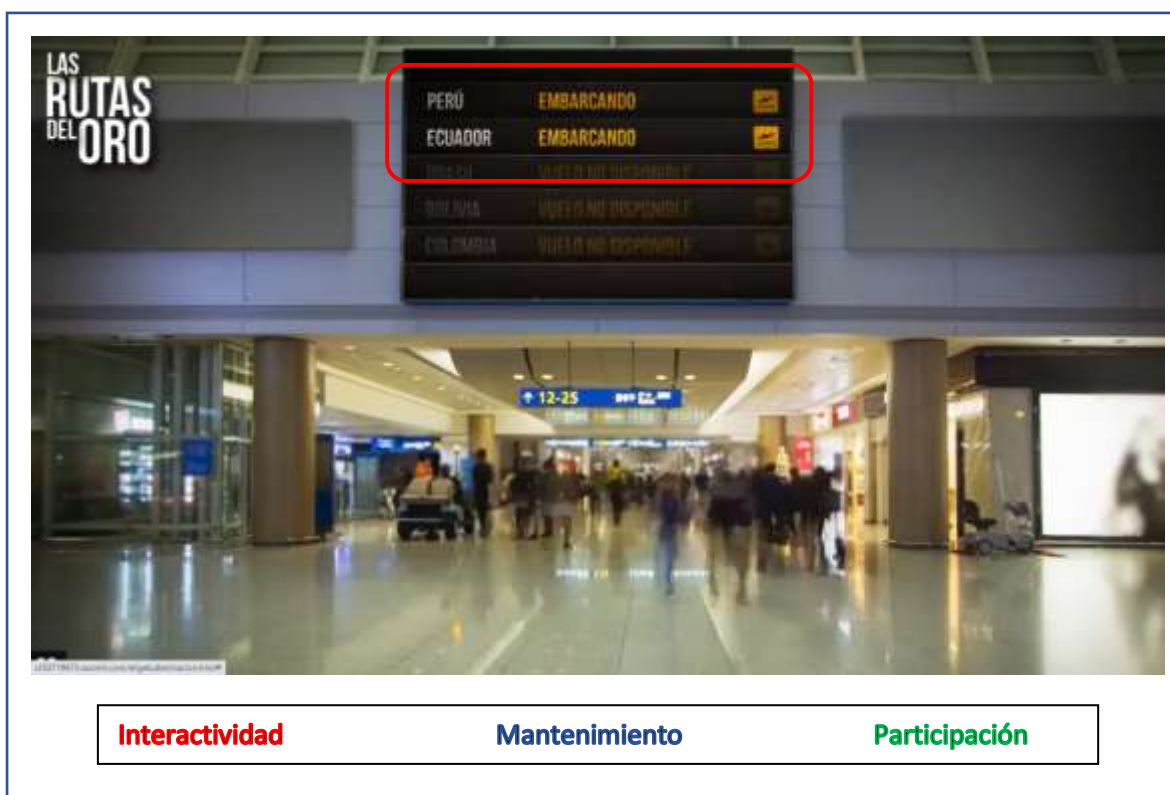 LAS
RUTAS
DEL ORO
PERÚ EMBARCANDO
ECUADOR EMBARCANDO
BRASIL VUELO NO DISPONIBLE
BOLIVIA VUELO NO DISPONIBLE
COLOMBIA VUELO NO DISPONIBLE
12-25
Interactividad Mantenimiento Participación